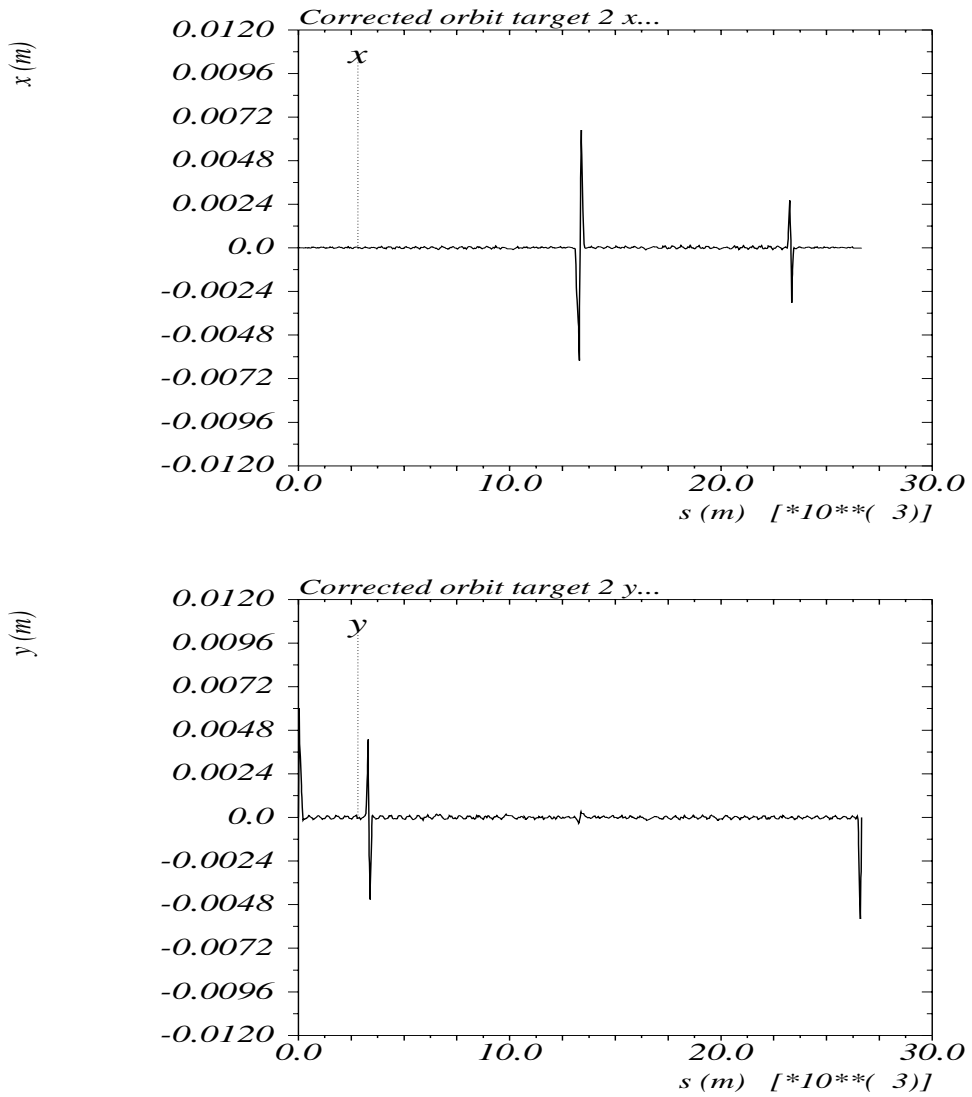 Corrected orbit target 2 x...
x (m)
x
0.0120
0.0096
0.0072
0.0048
0.0024
0.0
-0.0024
-0.0048
-0.0072
-0.0096
-0.0120
0.0 10.0 20.0 30.0
s (m) [*10**( 3)]
Corrected orbit target 2 y...
y (m)
y
0.0120
0.0096
0.0072
0.0048
0.0024
0.0
-0.0024
-0.0048
-0.0072
-0.0096
-0.0120
0.0 10.0 20.0 30.0
s (m) [*10**( 3)]